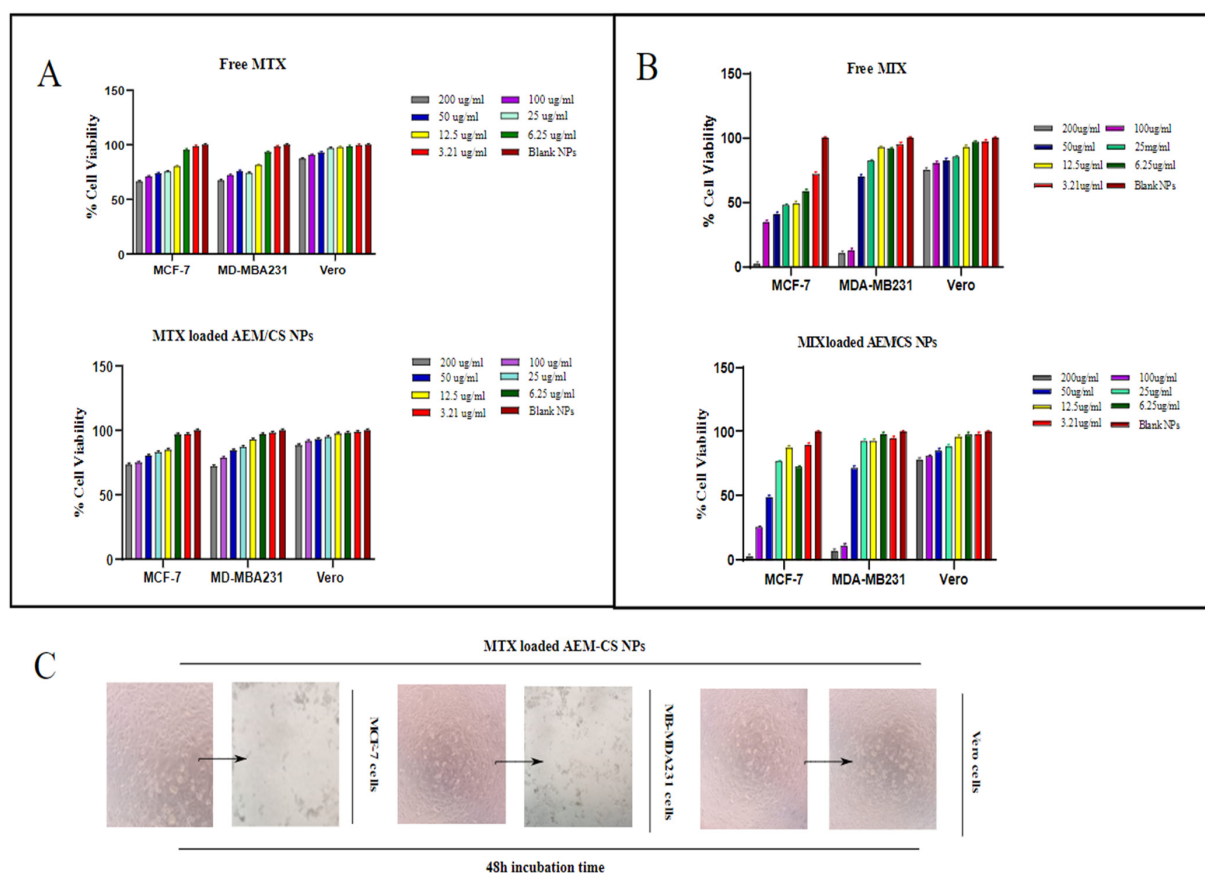 A
Free MTX
150
100
50
0
% Cell Viability
MCF-7 MD-MBA231 Vero
200 ug/ml 100 ug/ml
50 ug/ml 25 ug/ml
12.5 ug/ml 6.25 ug/ml
3.21 ug/ml Blank NPs
MTX loaded AEM/CS NPs
150
100
50
0
% Cell Viability
MCF-7 MD-MBA231 Vero
200 ug/ml 100 ug/ml
50 ug/ml 25 ug/ml
12.5 ug/ml 6.25 ug/ml
3.21 ug/ml Blank NPs
B
Free MIX
150
100
50
0
% Cell Viability
MCF-7 MDA-MB231 Vero
200ug/ml 100ug/ml
50ug/ml 25mg/ml
12.5ug/ml 6.25ug/ml
3.21ug/ml Blank NPs
MIXloaded AEM/CS NPs
150
100
50
0
% Cell Viability
MCF-7 MDA-MB231 Vero
200ug/ml 100ug/ml
50ug/ml 25ug/ml
12.5ug/ml 6.25ug/ml
3.21ug/ml Blank NPs
C
MTX loaded AEM-CS NPs
MCF-7 cells
MB-MDA231 cells
Vero cells
48h incubation time